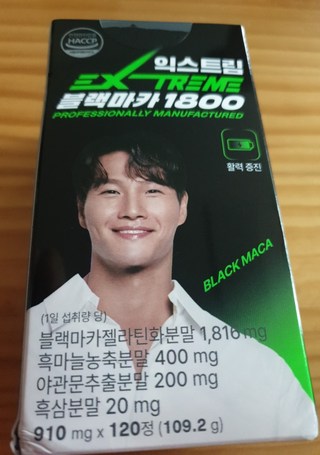 HACCP
익스트림
EXTREME
블랙마카 1800
PROFESSIONALLY MANUFACTURED
활력 증진
BLACK MACA
(1일 섭취량 당)
블랙마카젤라틴화분말 1,816 mg
흑마늘농축분말 400 mg
야관문추출분말 200 mg
흑삼분말 20 mg
910 mg x 120정 (109.2 g)